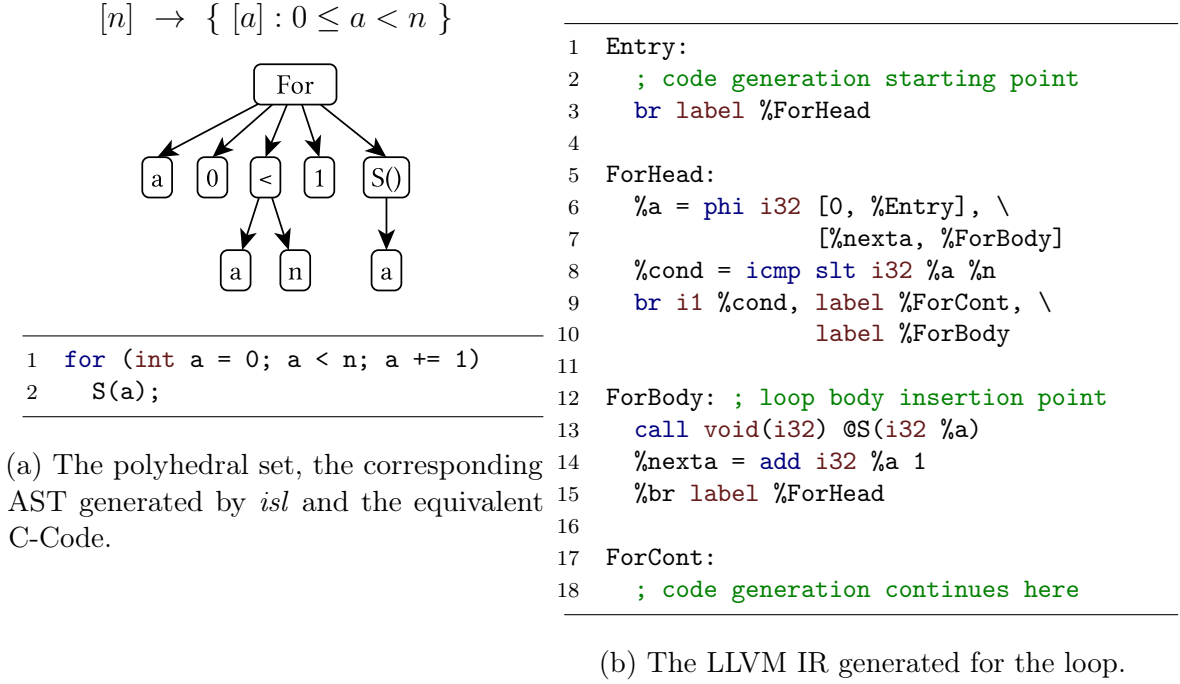 [n] → { [a] : 0 ≤ a < n }
For
a 0 < 1 S()
a n a
1 for (int a = 0; a < n; a += 1)
2 S(a);
(a) The polyhedral set, the corresponding
AST generated by isl and the equivalent
C-Code.
1 Entry:
2 ; code generation starting point
3 br label %ForHead
4
5 ForHead:
6 %a = phi i32 [0, %Entry], \
7 [%nexta, %ForBody]
8 %cond = icmp slt i32 %a %n
9 br i1 %cond, label %ForCont, \
10 label %ForBody
11
12 ForBody: ; loop body insertion point
13 call void(i32) @S(i32 %a)
14 %nexta = add i32 %a 1
15 %br label %ForHead
16
17 ForCont:
18 ; code generation continues here
(b) The LLVM IR generated for the loop.